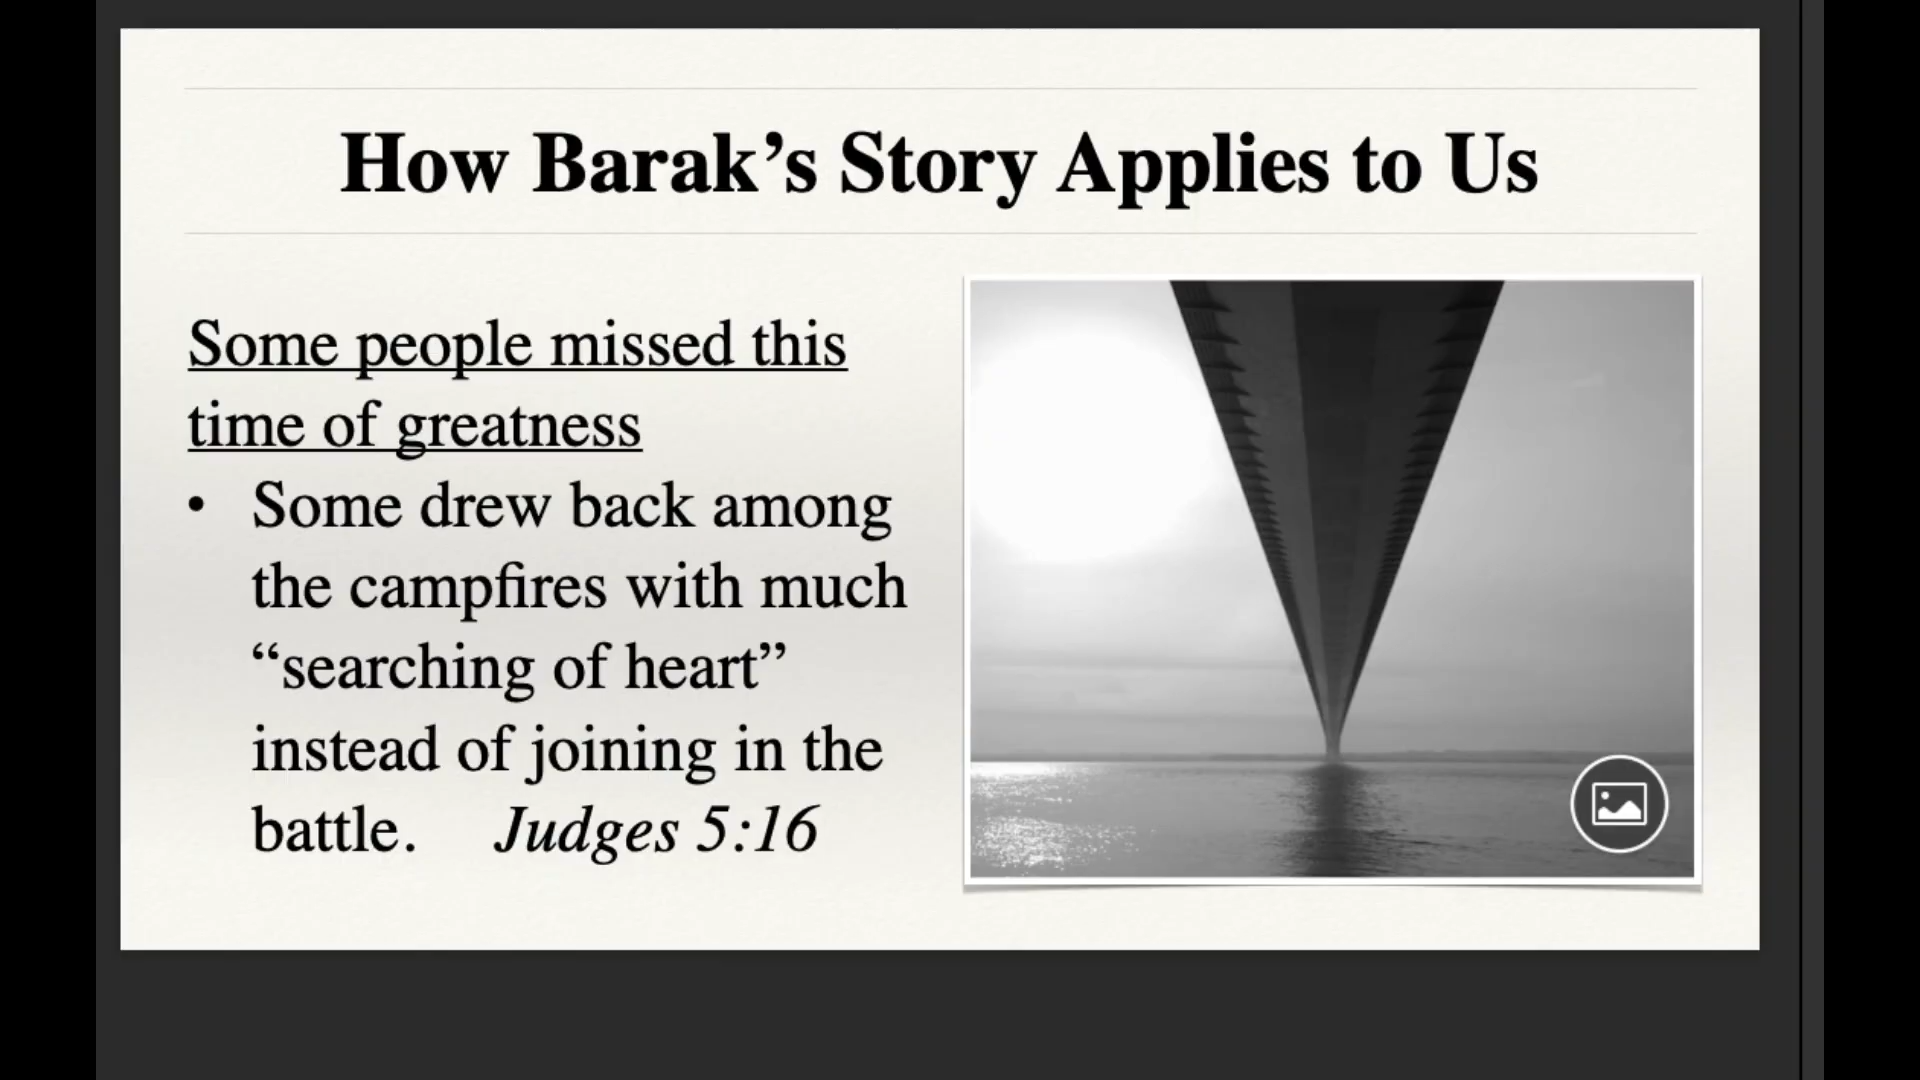 How Barak’s Story Applies to Us
Some people missed this
time of greatness
• Some drew back among
the campfires with much
“searching of heart”
instead of joining in the
battle. Judges 5:16